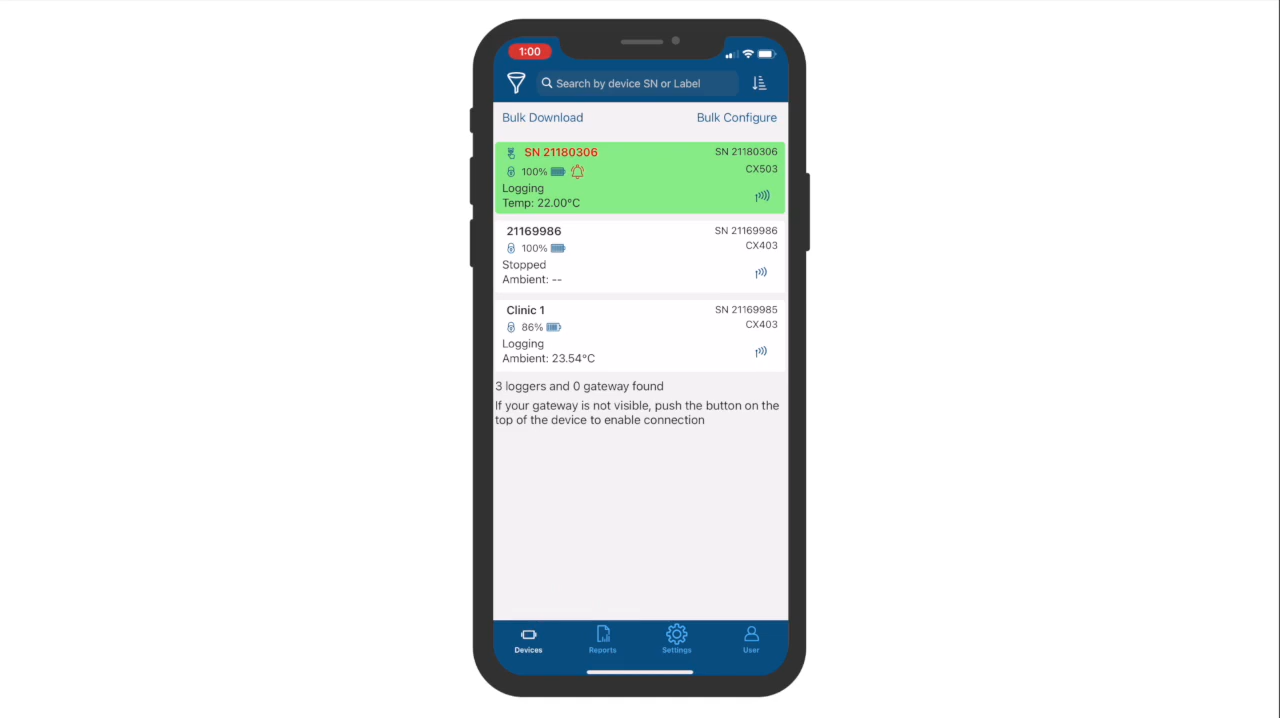 1:00
Search by device SN or Label
Bulk Download Bulk Configure
SN 21180306 SN 21180306
100% CX503
Logging
Temp: 22.00°C
21169986 SN 21169986
100% CX403
Stopped
Ambient: --
Clinic 1 SN 21169985
86% CX403
Logging
Ambient: 23.54°C
3 loggers and 0 gateway found
If your gateway is not visible, push the button on the
top of the device to enable connection
Devices Reports Settings User